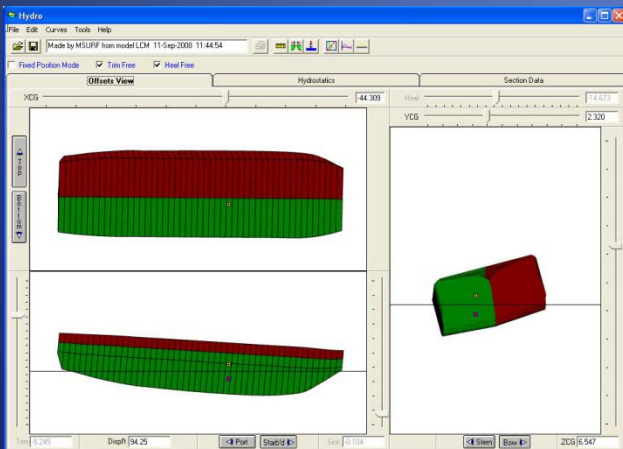 Hydro
File Edit Curves Tools Help
Made by MSURF from model LCM 11-Sep-2008 11:44:54
Fixed Position Mode Trim Free Heel Free
Offsets View Hydrostatics Section Data
XCG -44.309
Heel -14.673
YCG 2.320
Top
Bottom
Trim -5.245 Displ't 94.25 Port Starb'd Sink -0.104 Stern Bow ZCG 6.547